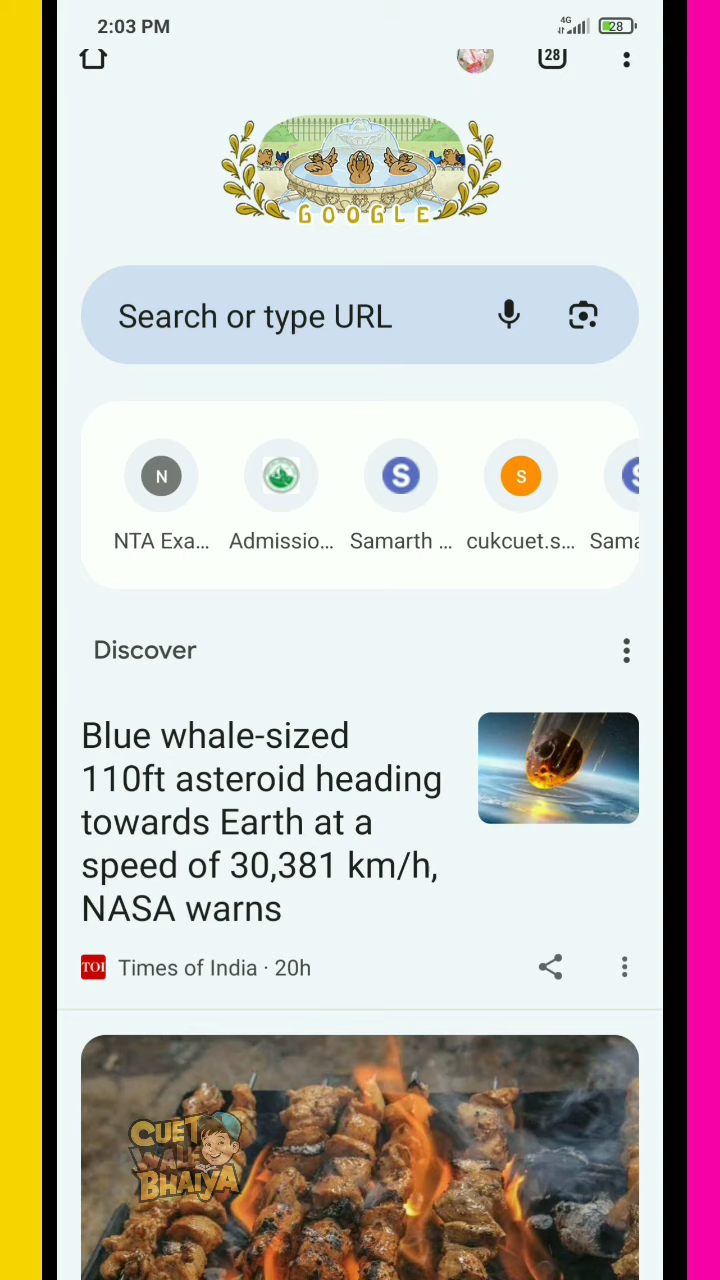 2:03 PM
4G
28
28
GOOGLE
Search or type URL
N
S
S
S
NTA Exa...
Admissio...
Samarth ...
cukcuet.s...
Sama
Discover
Blue whale-sized
110ft asteroid heading
towards Earth at a
speed of 30,381 km/h,
NASA warns
TOI
Times of India · 20h
CUET
WALE
BHAIYA